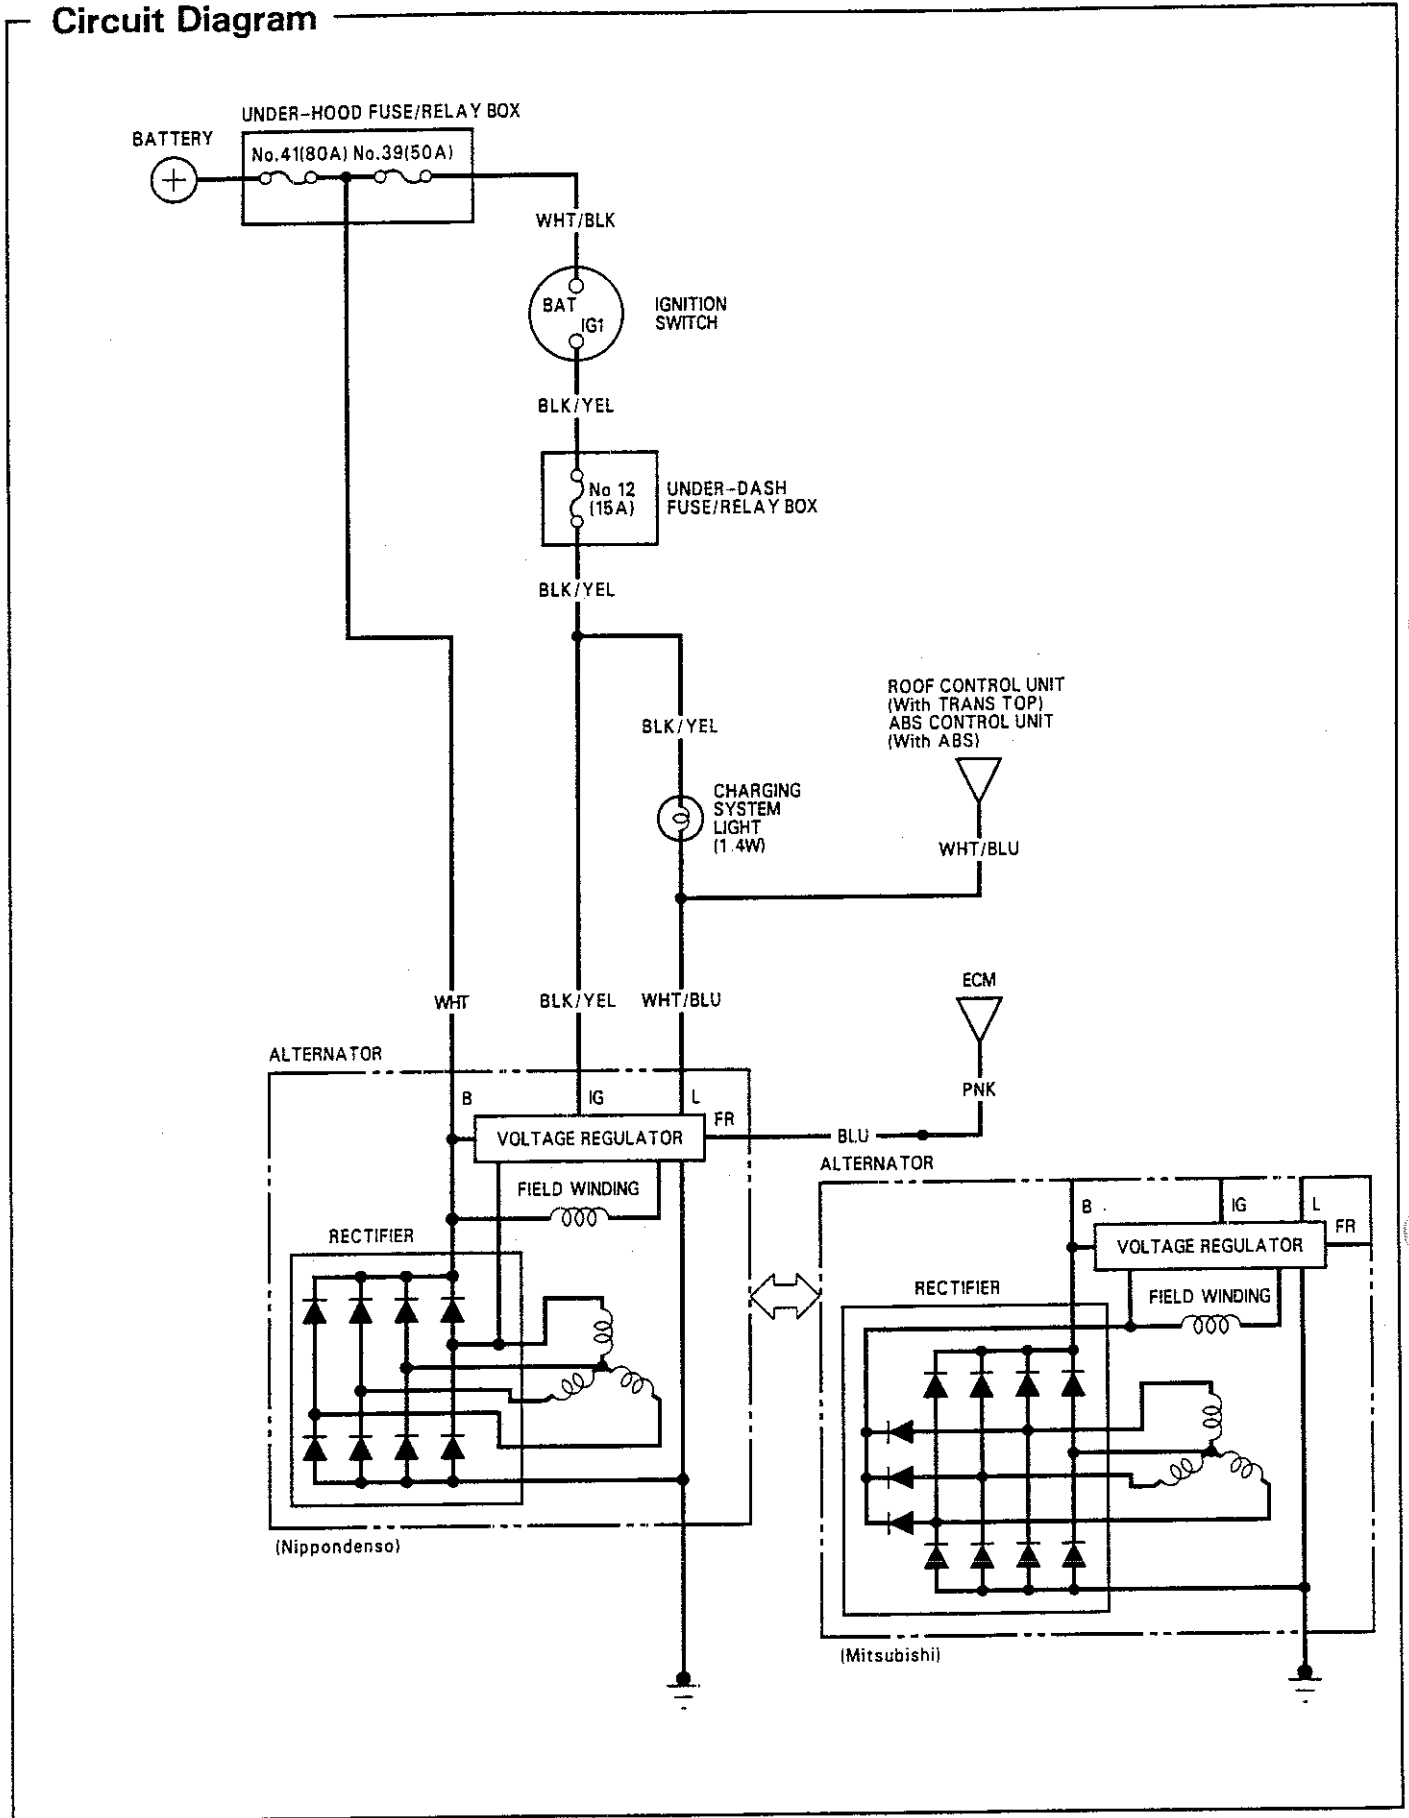 Circuit Diagram
UNDER-HOOD FUSE/RELAY BOX
BATTERY
No.41(80A) No.39(50A)
+
WHT/BLK
BAT
IG1
IGNITION
SWITCH
BLK/YEL
No 12
(15A)
UNDER-DASH
FUSE/RELAY BOX
BLK/YEL
ROOF CONTROL UNIT
(With TRANS TOP)
ABS CONTROL UNIT
(With ABS)
BLK/YEL
CHARGING
SYSTEM
LIGHT
(1.4W)
WHT/BLU
ECM
WHT
BLK/YEL
WHT/BLU
ALTERNATOR
PNK
B
IG
L
FR
VOLTAGE REGULATOR
BLU
ALTERNATOR
FIELD WINDING
RECTIFIER
B
IG
L
FR
VOLTAGE REGULATOR
RECTIFIER
FIELD WINDING
(Nippondenso)
(Mitsubishi)